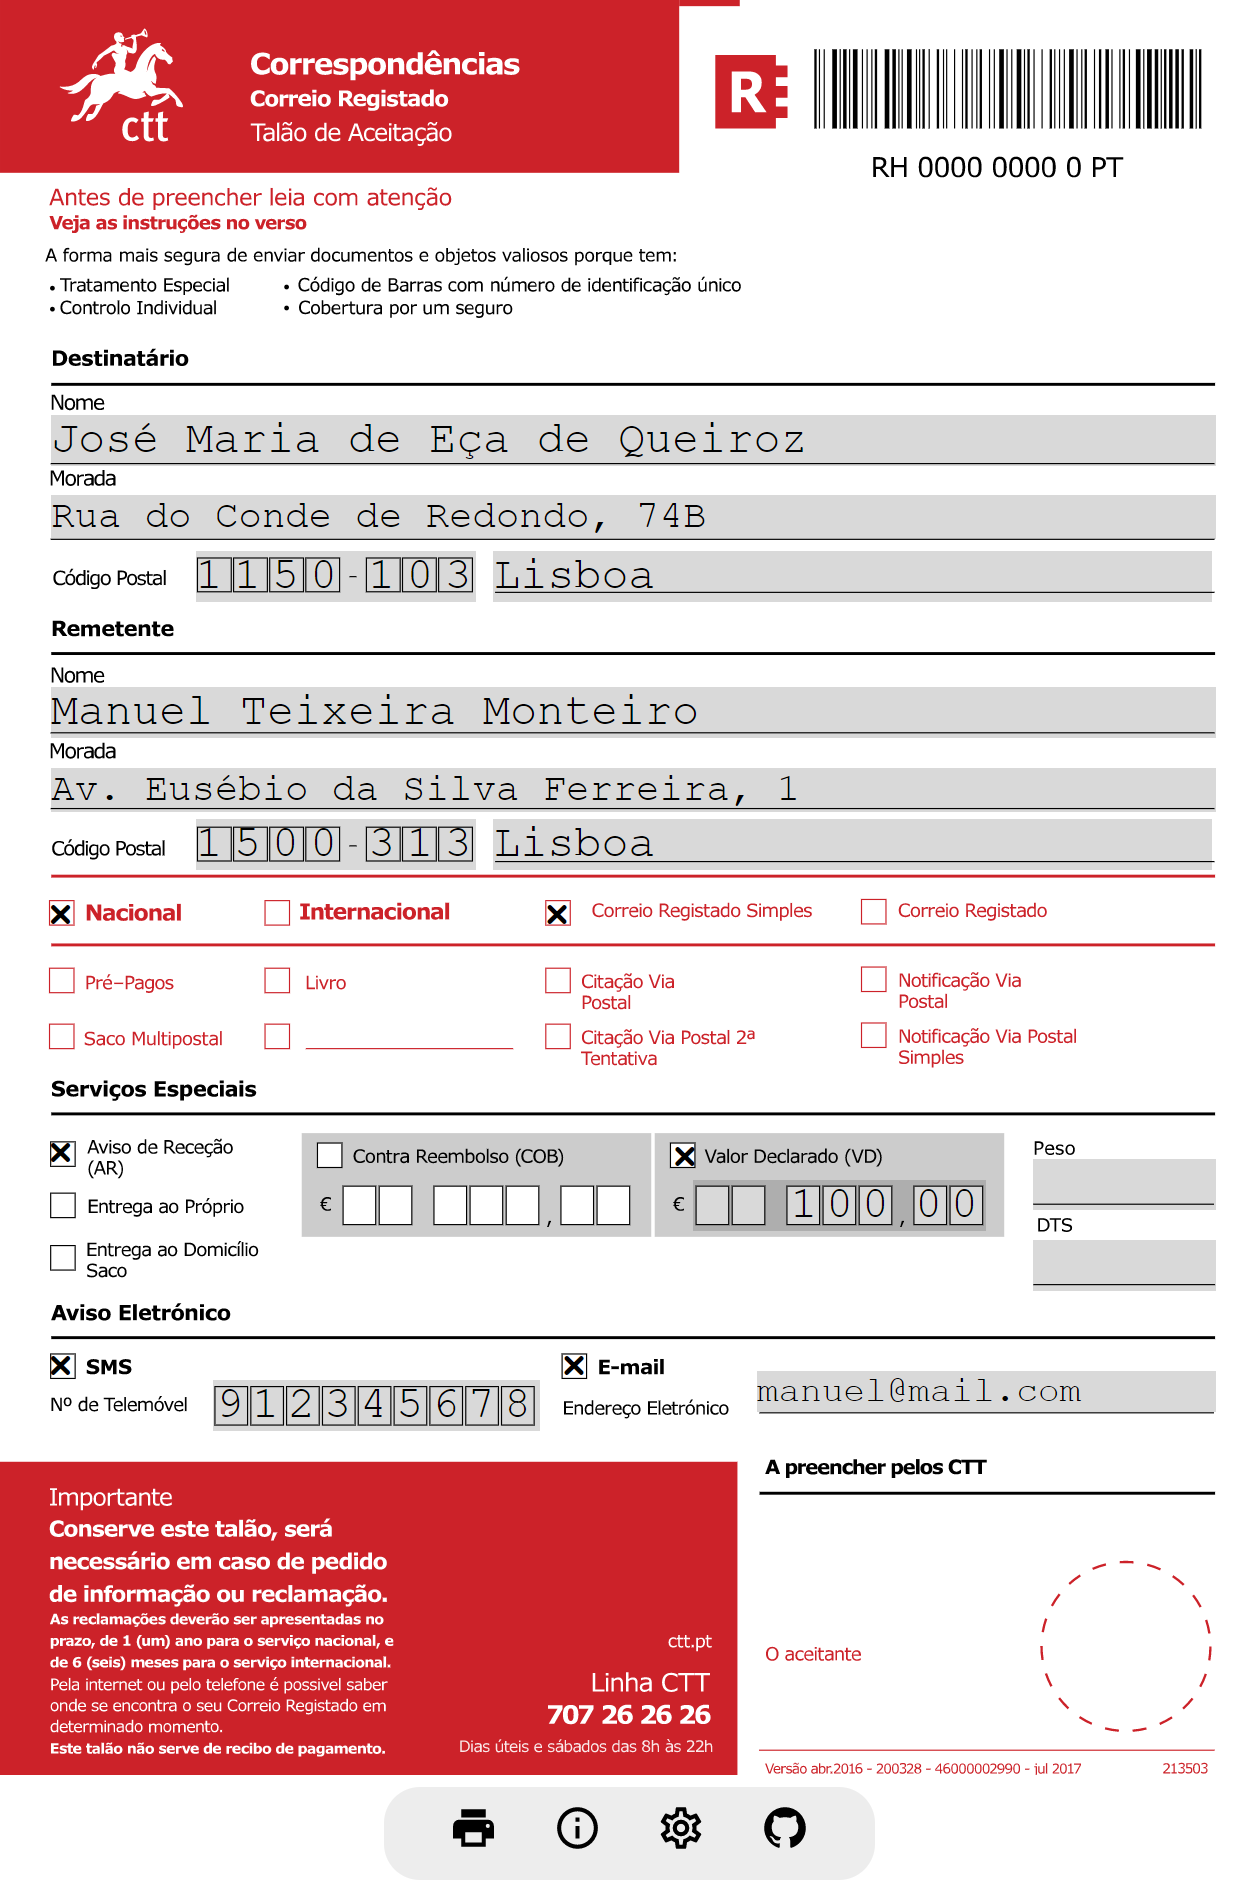 ctt
Correspondências
Correio Registado
Talão de Aceitação
R
RH 0000 0000 0 PT
Antes de preencher leia com atenção
Veja as instruções no verso
A forma mais segura de enviar documentos e objetos valiosos porque tem:
• Tratamento Especial • Código de Barras com número de identificação único
• Controlo Individual • Cobertura por um seguro
Destinatário
Nome
José Maria de Eça de Queiroz
Morada
Rua do Conde de Redondo, 74B
Código Postal 1150-103 Lisboa
Remetente
Nome
Manuel Teixeira Monteiro
Morada
Av. Eusébio da Silva Ferreira, 1
Código Postal 1500-313 Lisboa
X Nacional Internacional X Correio Registado Simples Correio Registado
Pré-Pagos Livro Citação Via Postal Notificação Via Postal
Saco Multipostal Citação Via Postal 2ª Tentativa Notificação Via Postal Simples
Serviços Especiais
X Aviso de Receção (AR)
Entrega ao Próprio
Entrega ao Domicílio Saco
Contra Reembolso (COB)
€ ,
X Valor Declarado (VD)
€ 100,00
Peso
DTS
Aviso Eletrónico
X SMS
Nº de Telemóvel 912345678
X E-mail
Endereço Eletrónico manuel@mail.com
Importante
Conserve este talão, será
necessário em caso de pedido
de informação ou reclamação.
As reclamações deverão ser apresentadas no
prazo, de 1 (um) ano para o serviço nacional, e
de 6 (seis) meses para o serviço internacional.
Pela internet ou pelo telefone é possivel saber
onde se encontra o seu Correio Registado em
determinado momento.
Este talão não serve de recibo de pagamento.
ctt.pt
Linha CTT
707 26 26 26
Dias úteis e sábados das 8h às 22h
A preencher pelos CTT
O aceitante
Versão abr.2016 - 200328 - 46000002990 - jul 2017 213503